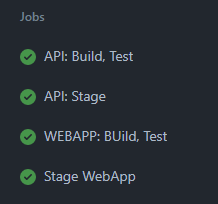 Jobs
API: Build, Test
API: Stage
WEBAPP: BUild, Test
Stage WebApp